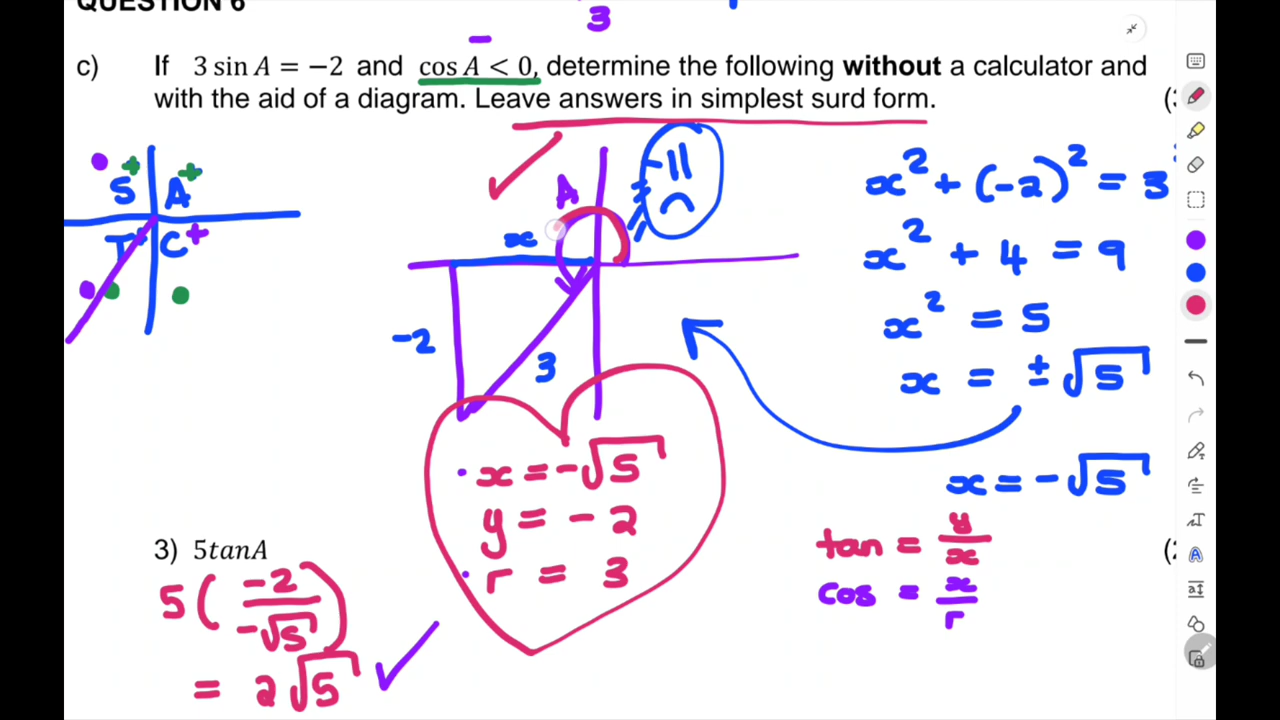 QUESTION 6
3
−
c) If 3 sin A = −2 and cos A < 0, determine the following without a calculator and
with the aid of a diagram. Leave answers in simplest surd form.
S + A +
T + C +
A
x
-2
3
x² + (-2)² = 3
x² + 4 = 9
x² = 5
x = ± √5
x = - √5
x = - √5
y = - 2
r = 3
tan = y/x
cos = x/r
3) 5tanA
5 ( -2 / -√5 )
= 2 √5